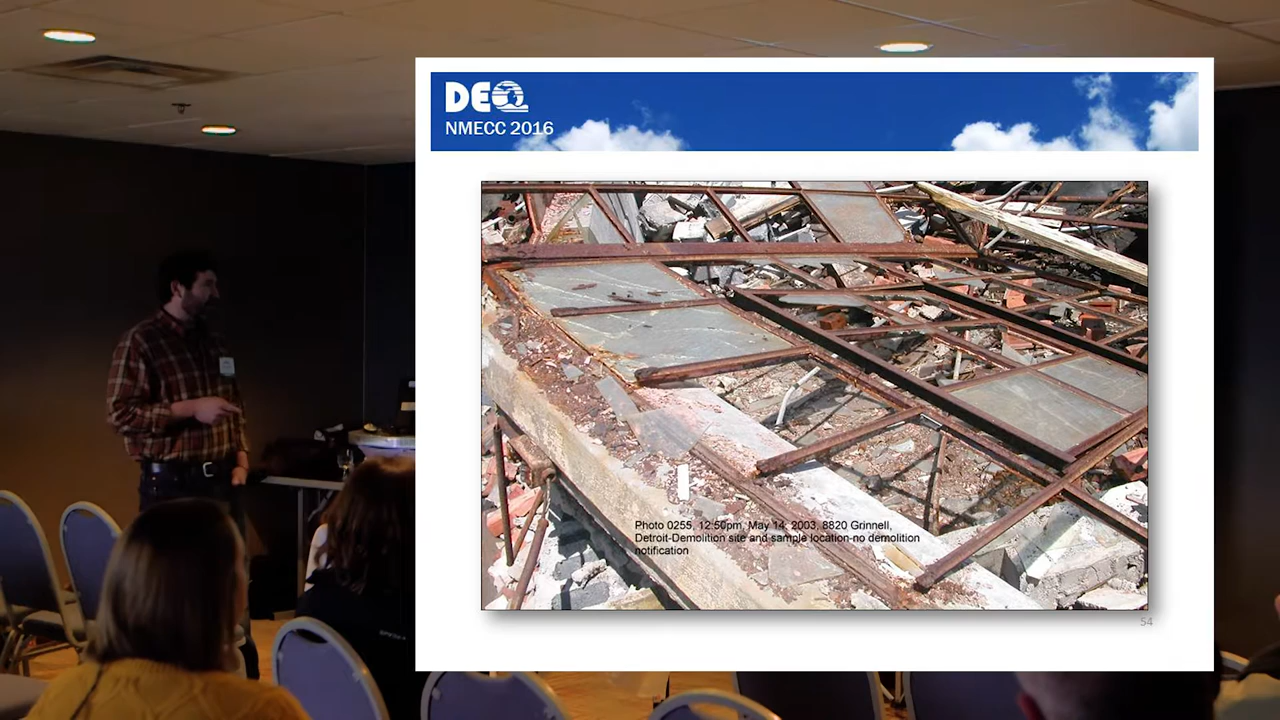 DEQ
NMECC 2016
Photo 0255, 12:50pm, May 14, 2003, 8820 Grinnell,
Detroit-Demolition site and sample location-no demolition
notification
54